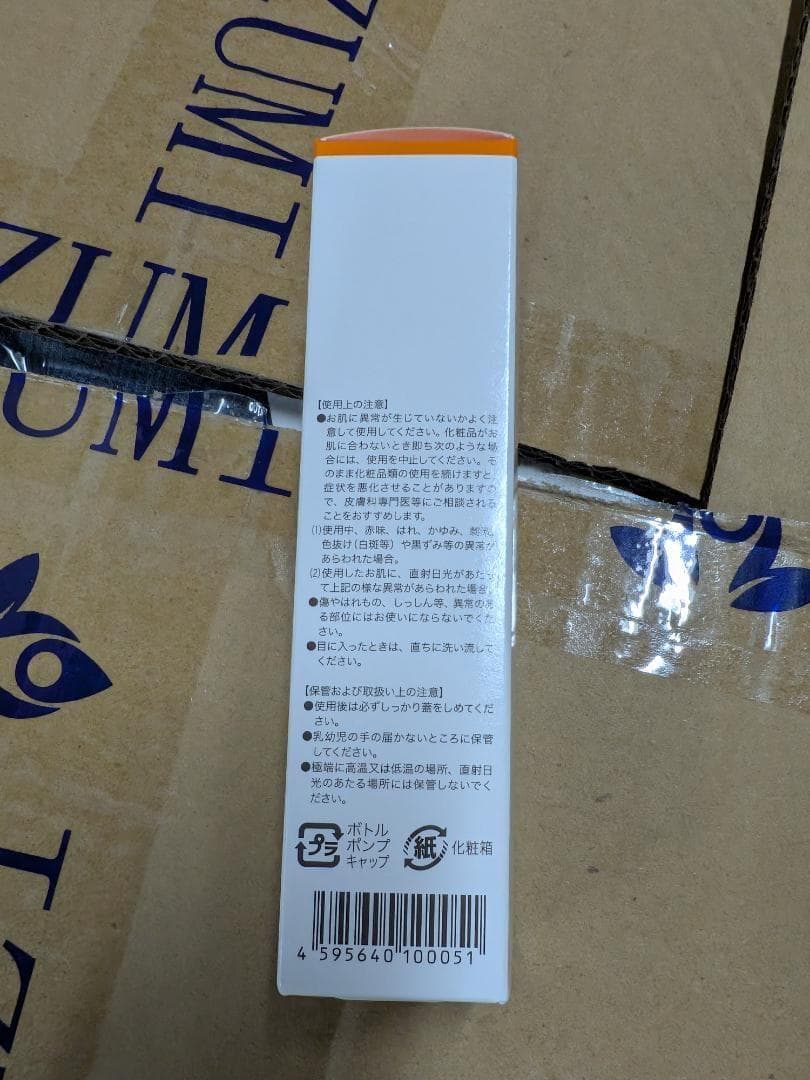 ZUMI
ZUMI
UMI
【使用上の注意】
●お肌に異常が生じていないかよく注
意して使用してください。化粧品がお
肌に合わないとき即ち次のような場
合には、使用を中止してください。そ
のまま化粧品類の使用を続けますと、
症状を悪化させることがありますの
で、皮膚科専門医等にご相談される
ことをおすすめします。
(1)使用中、赤味、はれ、かゆみ、刺激、
色抜け(白斑等)や黒ずみ等の異常が
あらわれた場合。
(2)使用したお肌に、直射日光があたっ
て上記の様な異常があらわれた場合。
●傷やはれもの、しっしん等、異常のあ
る部位にはお使いにならないでくだ
さい。
●目に入ったときは、直ちに洗い流して
ください。
【保管および取扱い上の注意】
●使用後は必ずしっかり蓋をしめてくだ
さい。
●乳幼児の手の届かないところに保管
してください。
●極端に高温又は低温の場所、直射日
光のあたる場所には保管しないでく
ださい。
プラ
ボトル
ポンプ
キャップ
紙
化粧箱
4 595640 100051